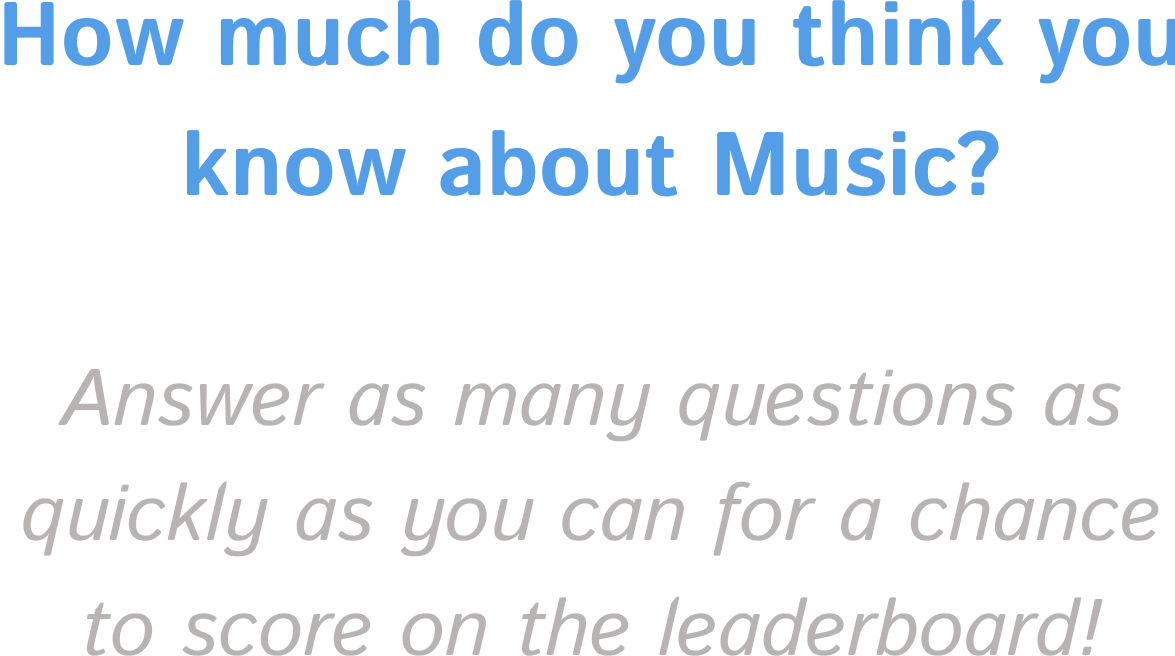 How much do you think you
know about Music?
Answer as many questions as
quickly as you can for a chance
to score on the leaderboard!